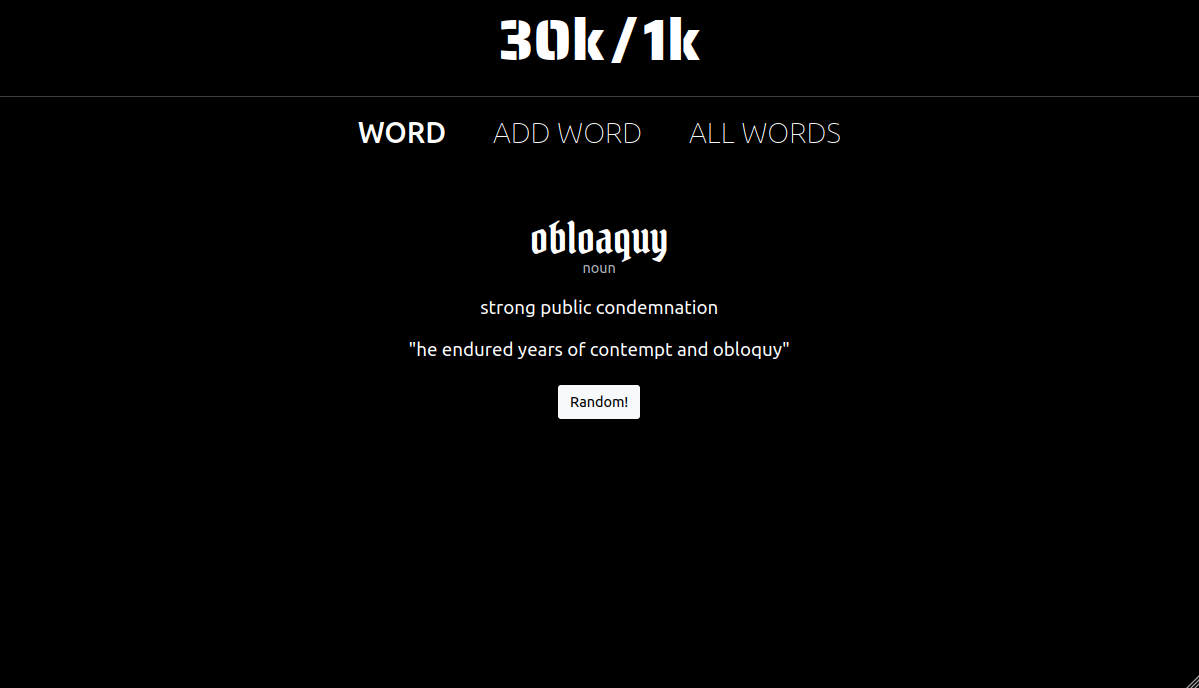 30k/1k
WORD ADD WORD ALL WORDS
obloaquy
noun
strong public condemnation
"he endured years of contempt and obloquy"
Random!